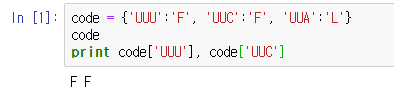 In [1]: code = {'UUU':'F', 'UUC':'F', 'UUA':'L'}
code
print code['UUU'], code['UUC']
F F